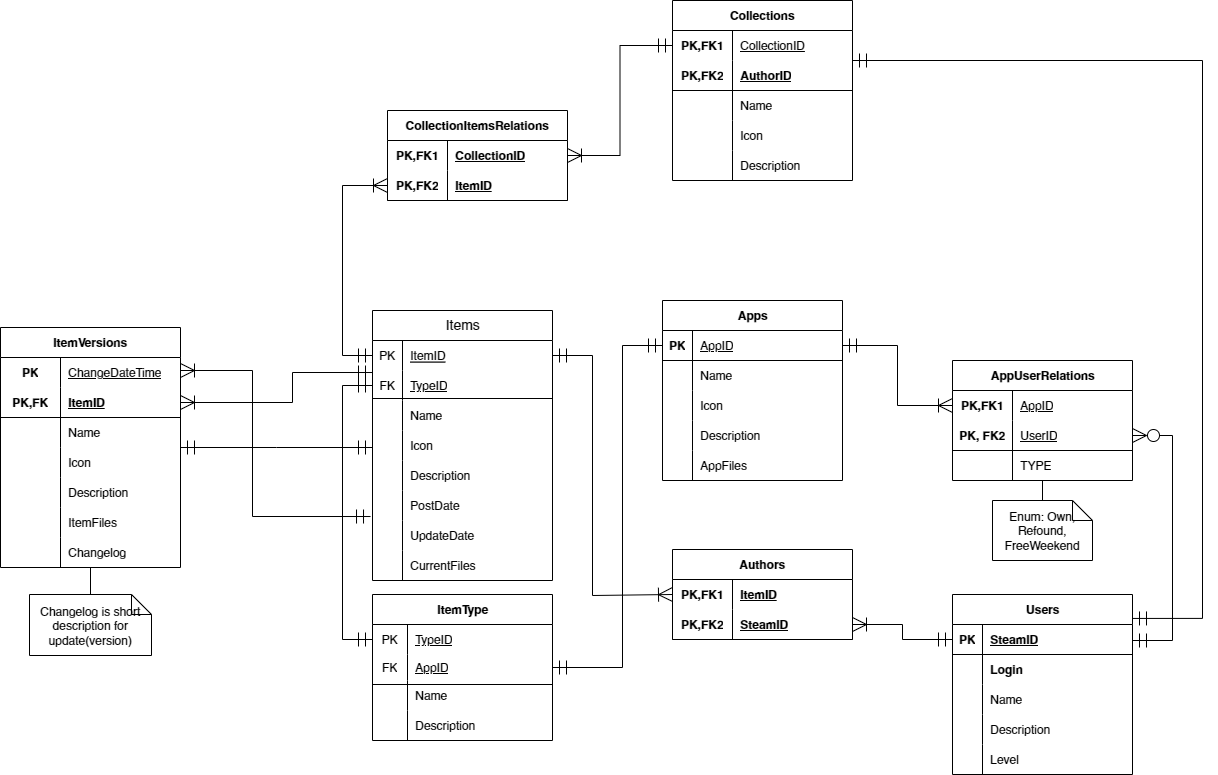 Collections
PK,FK1 CollectionID
PK,FK2 AuthorID
Name
Icon
Description
CollectionItemsRelations
PK,FK1 CollectionID
PK,FK2 ItemID
ItemVersions
PK ChangeDateTime
PK,FK ItemID
Name
Icon
Description
ItemFiles
Changelog
Changelog is short
description for
update(version)
Items
PK ItemID
FK TypeID
Name
Icon
Description
PostDate
UpdateDate
CurrentFiles
ItemType
PK TypeID
FK AppID
Name
Description
Apps
PK AppID
Name
Icon
Description
AppFiles
AppUserRelations
PK,FK1 AppID
PK, FK2 UserID
TYPE
Enum: Own,
Refound,
FreeWeekend
Authors
PK,FK1 ItemID
PK,FK2 SteamID
Users
PK SteamID
Login
Name
Description
Level